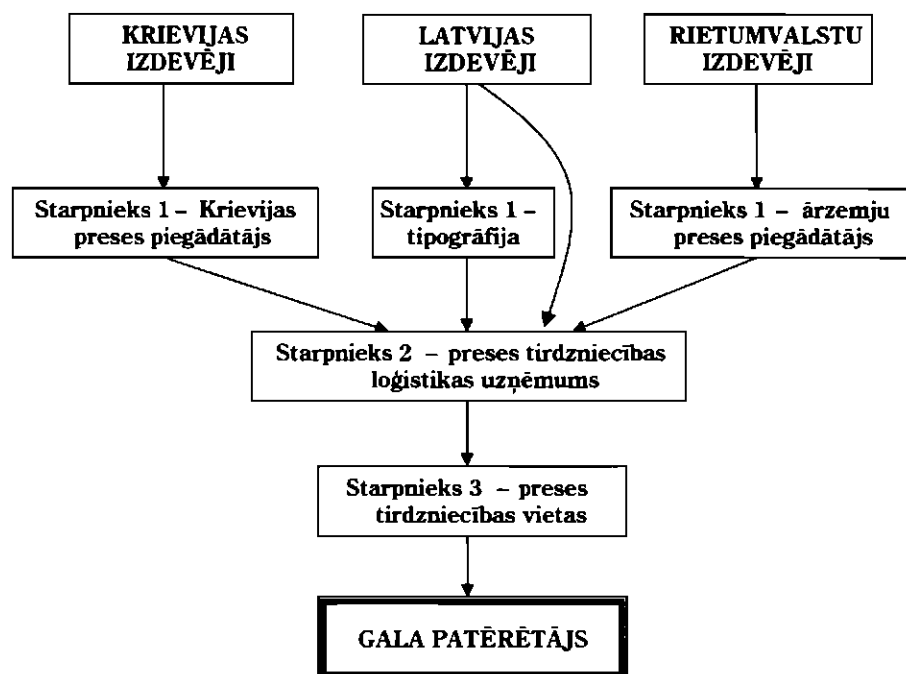 KRIEVIJAS
IZDEVĒJI
LATVIJAS
IZDEVĒJI
RIETUMVALSTU
IZDEVĒJI
Starpnieks 1 – Krievijas
preses piegādātājs
Starpnieks 1 –
tipogrāfija
Starpnieks 1 – ārzemju
preses piegādātājs
Starpnieks 2 – preses tirdzniecības
loģistikas uzņēmums
Starpnieks 3 – preses
tirdzniecības vietas
GALA PATĒRĒTĀJS